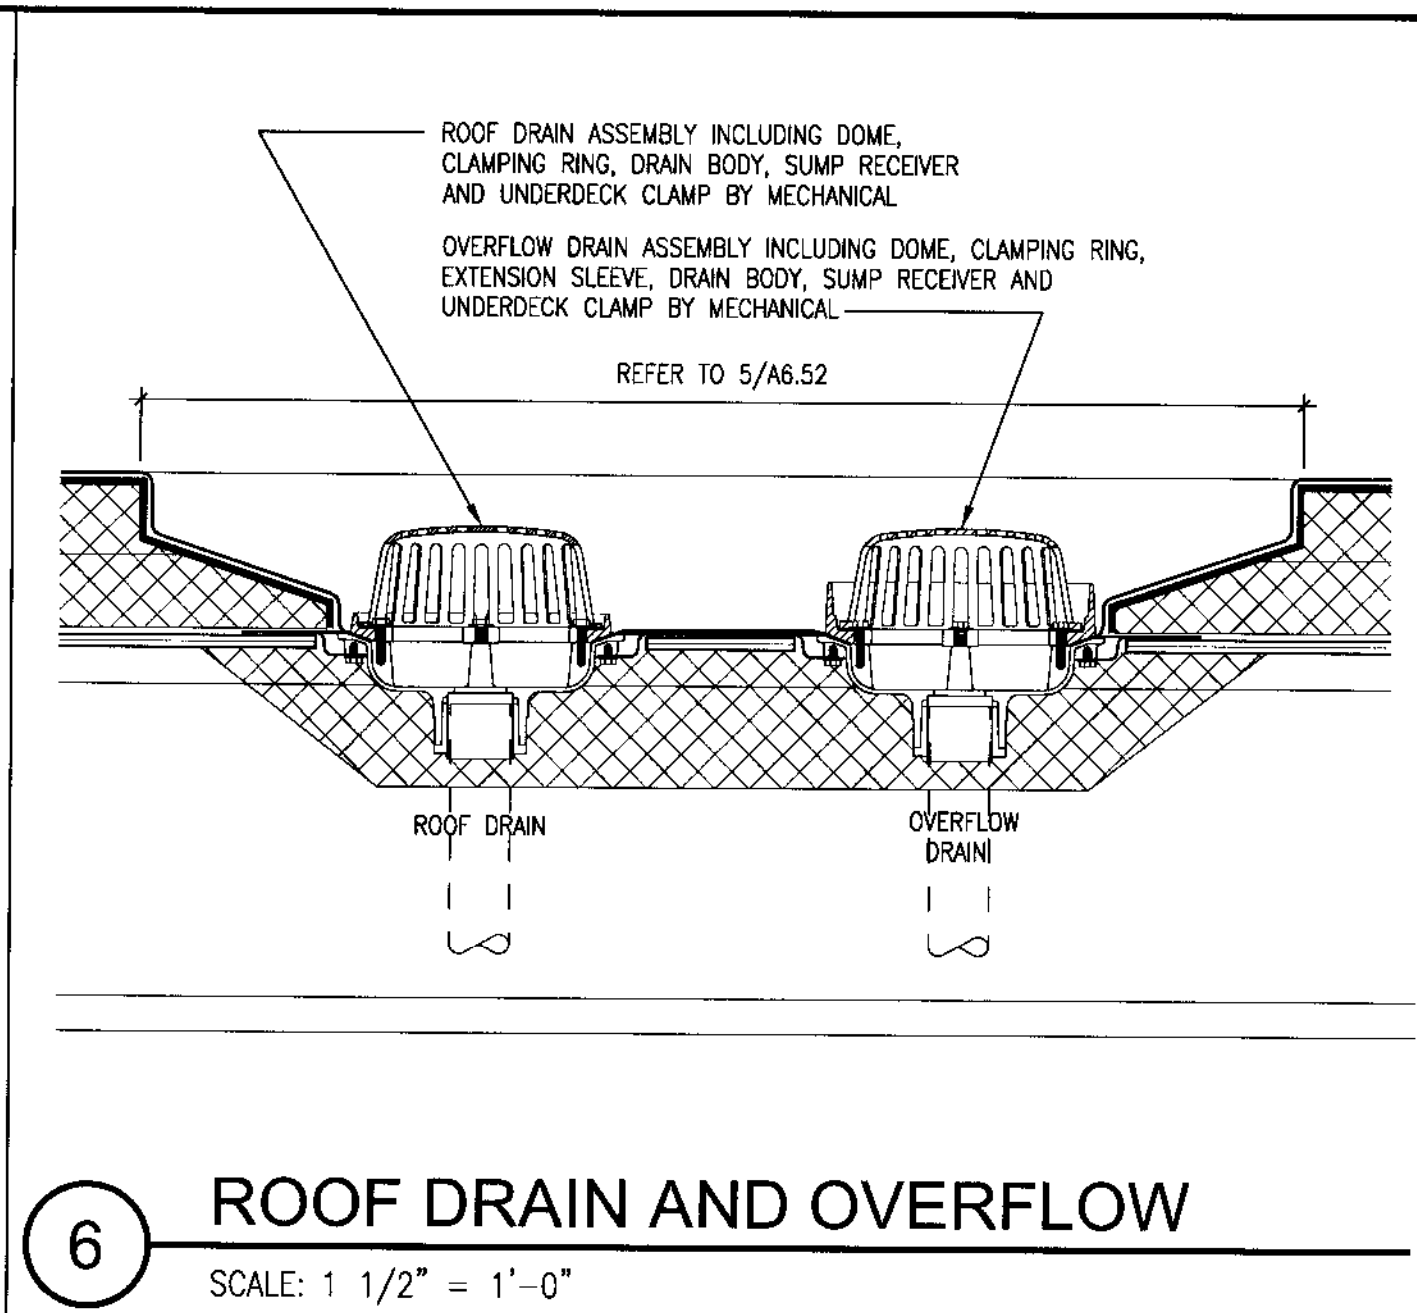 ROOF DRAIN ASSEMBLY INCLUDING DOME,
CLAMPING RING, DRAIN BODY, SUMP RECEIVER
AND UNDERDECK CLAMP BY MECHANICAL
OVERFLOW DRAIN ASSEMBLY INCLUDING DOME, CLAMPING RING,
EXTENSION SLEEVE, DRAIN BODY, SUMP RECEIVER AND
UNDERDECK CLAMP BY MECHANICAL
REFER TO 5/A6.52
ROOF DRAIN
OVERFLOW
DRAIN
6
ROOF DRAIN AND OVERFLOW
SCALE: 1 1/2" = 1'-0"